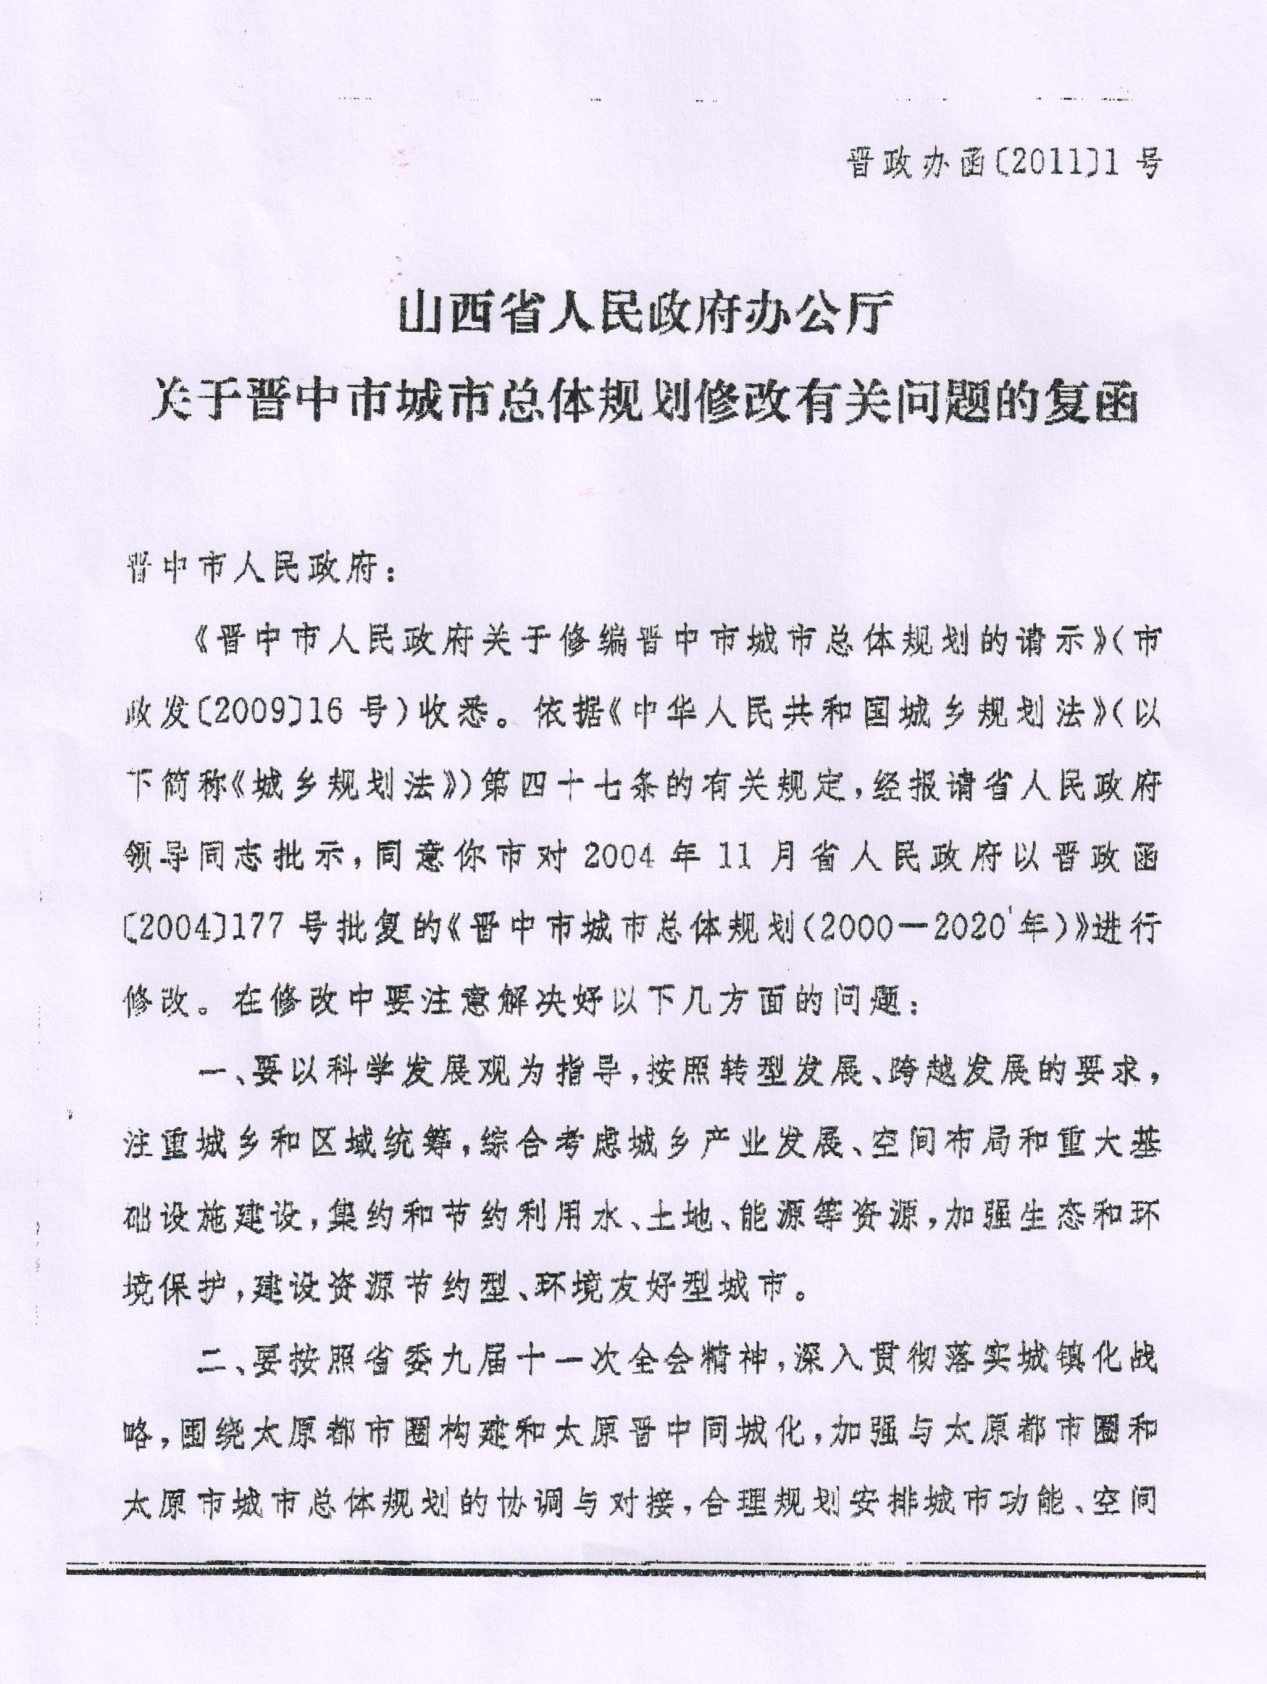 晋政办函〔2011〕1号
山西省人民政府办公厅
关于晋中市城市总体规划修改有关问题的复函
晋中市人民政府：
《晋中市人民政府关于修编晋中市城市总体规划的请示》(市
政发〔2009〕16号)收悉。依据《中华人民共和国城乡规划法》(以
下简称《城乡规划法》)第四十七条的有关规定，经报请省人民政府
领导同志批示，同意你市对2004年11月省人民政府以晋政函
〔2004〕177号批复的《晋中市城市总体规划(2000—2020年)》进行
修改。在修改中要注意解决好以下几方面的问题：
一、要以科学发展观为指导，按照转型发展、跨越发展的要求，
注重城乡和区域统筹，综合考虑城乡产业发展、空间布局和重大基
础设施建设，集约和节约利用水、土地、能源等资源，加强生态和环
境保护，建设资源节约型、环境友好型城市。
二、要按照省委九届十一次全会精神，深入贯彻落实城镇化战
略，围绕太原都市圈构建和太原晋中同城化，加强与太原都市圈和
太原市城市总体规划的协调与对接，合理规划安排城市功能、空间